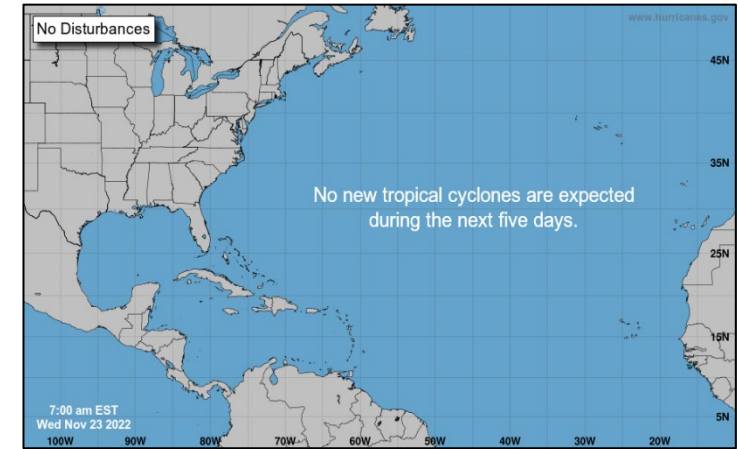 No Disturbances
www.hurricanes.gov
45N
35N
No new tropical cyclones are expected
during the next five days.
25N
15N
5N
7:00 am EST
Wed Nov 23 2022
100W 90W 80W 70W 60W 50W 40W 30W 20W